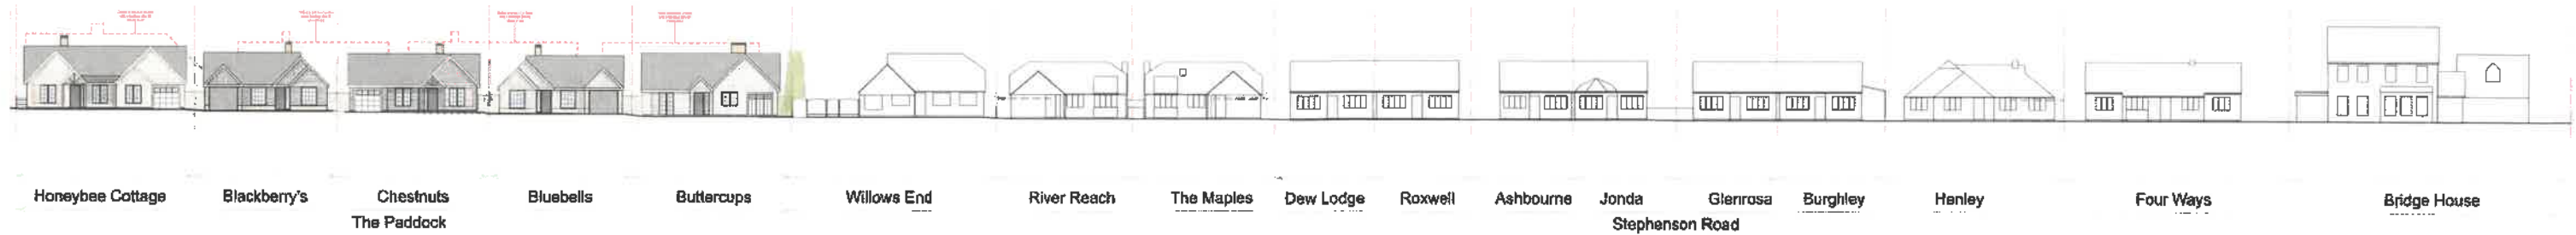 Honeybee Cottage
Blackberry's
Chestnuts
Bluebells
Buttercups
Willows End
River Reach
The Maples
Dew Lodge
Roxwell
Ashbourne
Jonda
Glenrosa
Burghley
Henley
Four Ways
Bridge House
The Paddock
Stephenson Road